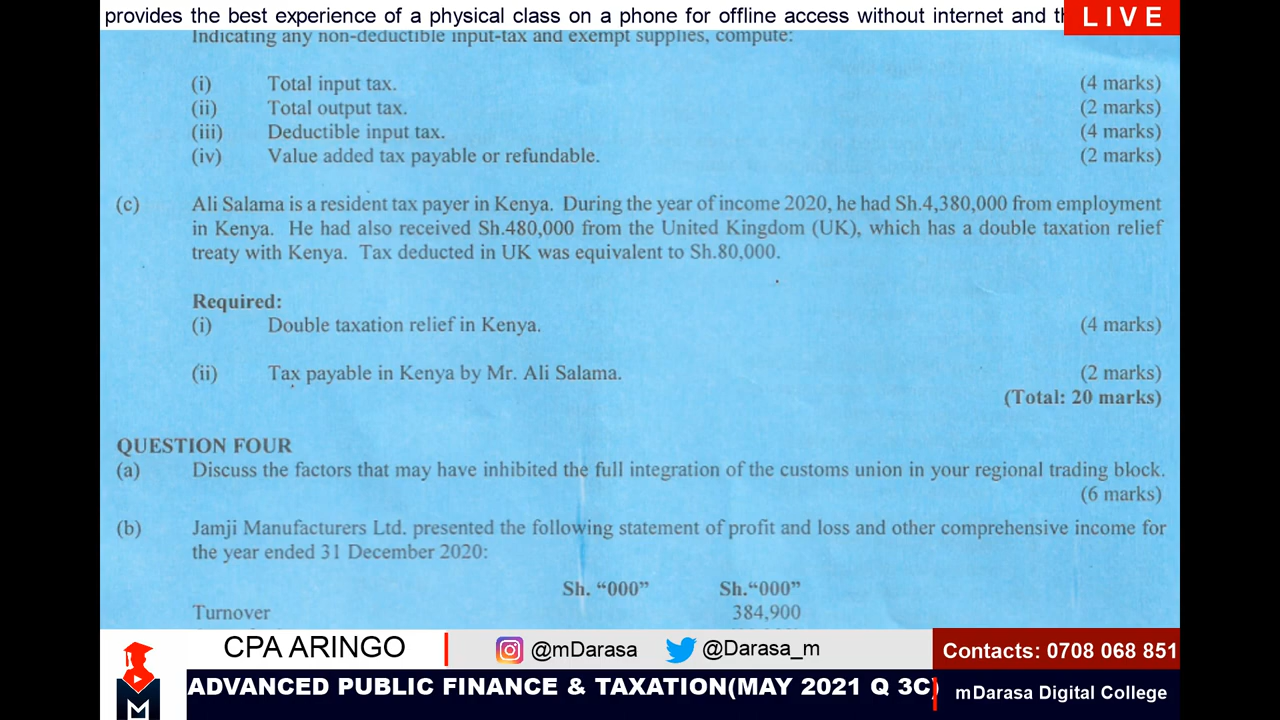 provides the best experience of a physical class on a phone for offline access without internet and th
LIVE
Indicating any non-deductible input-tax and exempt supplies, compute:
(i) Total input tax. (4 marks)
(ii) Total output tax. (2 marks)
(iii) Deductible input tax. (4 marks)
(iv) Value added tax payable or refundable. (2 marks)
(c) Ali Salama is a resident tax payer in Kenya. During the year of income 2020, he had Sh.4,380,000 from employment
in Kenya. He had also received Sh.480,000 from the United Kingdom (UK), which has a double taxation relief
treaty with Kenya. Tax deducted in UK was equivalent to Sh.80,000.
Required:
(i) Double taxation relief in Kenya. (4 marks)
(ii) Tax payable in Kenya by Mr. Ali Salama. (2 marks)
(Total: 20 marks)
QUESTION FOUR
(a) Discuss the factors that may have inhibited the full integration of the customs union in your regional trading block.
(6 marks)
(b) Jamji Manufacturers Ltd. presented the following statement of profit and loss and other comprehensive income for
the year ended 31 December 2020:
Sh. “000” Sh.“000”
Turnover 384,900
CPA ARINGO
@mDarasa
@Darasa_m
Contacts: 0708 068 851
ADVANCED PUBLIC FINANCE & TAXATION(MAY 2021 Q 3C)
mDarasa Digital College
M